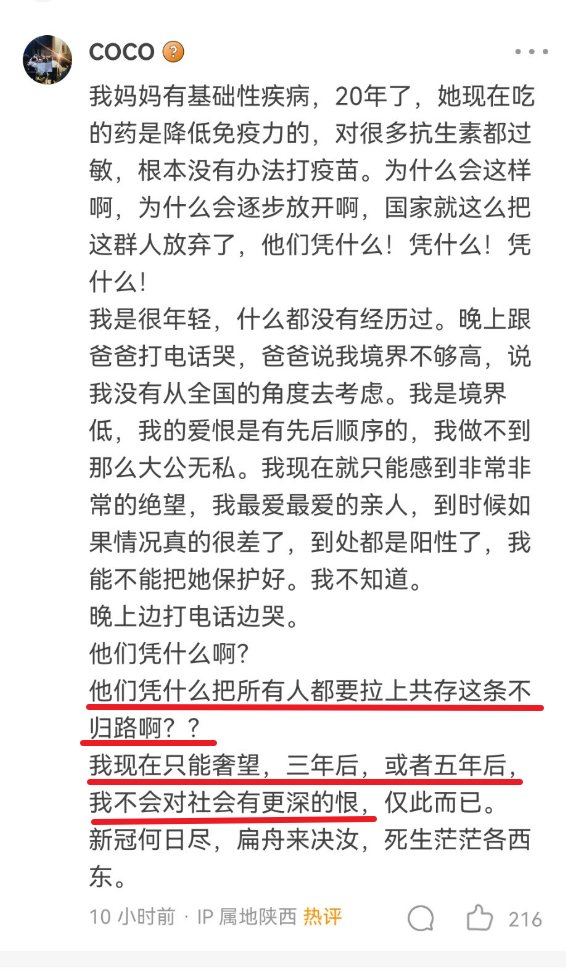 COCO
我妈妈有基础性疾病，20年了，她现在吃
的药是降低免疫力的，对很多抗生素都过
敏，根本没有办法打疫苗。为什么会这样
啊，为什么会逐步放开啊，国家就这么把
这群人放弃了，他们凭什么！凭什么！凭
什么！
我是很年轻，什么都没有经历过。晚上跟
爸爸打电话哭，爸爸说我境界不够高，说
我没有从全国的角度去考虑。我是境界
低，我的爱恨是有先后顺序的，我做不到
那么大公无私。我现在就只能感到非常非
常的绝望，我最爱最爱的亲人，到时候如
果情况真的很差了，到处都是阳性了，我
能不能把她保护好。我不知道。
晚上边打电话边哭。
他们凭什么啊？
他们凭什么把所有人都要拉上共存这条不
归路啊？？
我现在只能奢望，三年后，或者五年后，
我不会对社会有更深的恨，仅此而已。
新冠何日尽，扁舟来决汝，死生茫茫各西
东。
10 小时前 · IP 属地陕西 热评
216